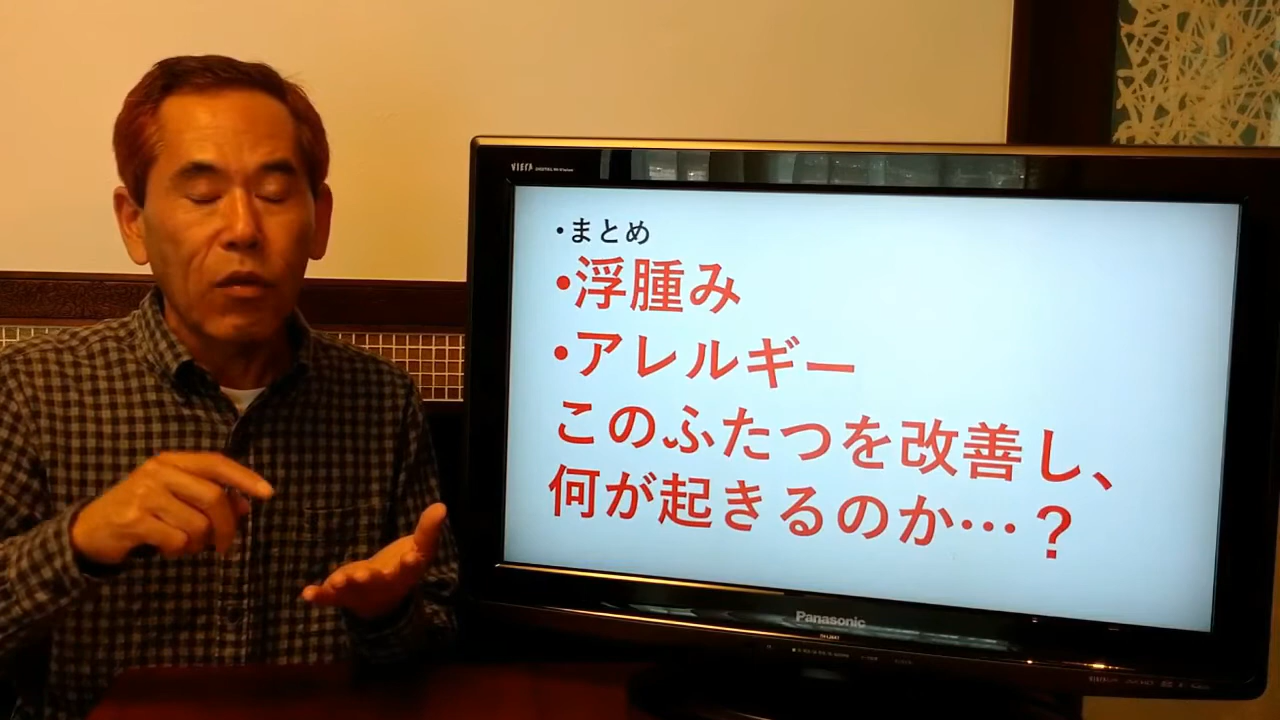 VIERA
・まとめ
・浮腫み
・アレルギー
このふたつを改善し、
何が起きるのか…？
Panasonic